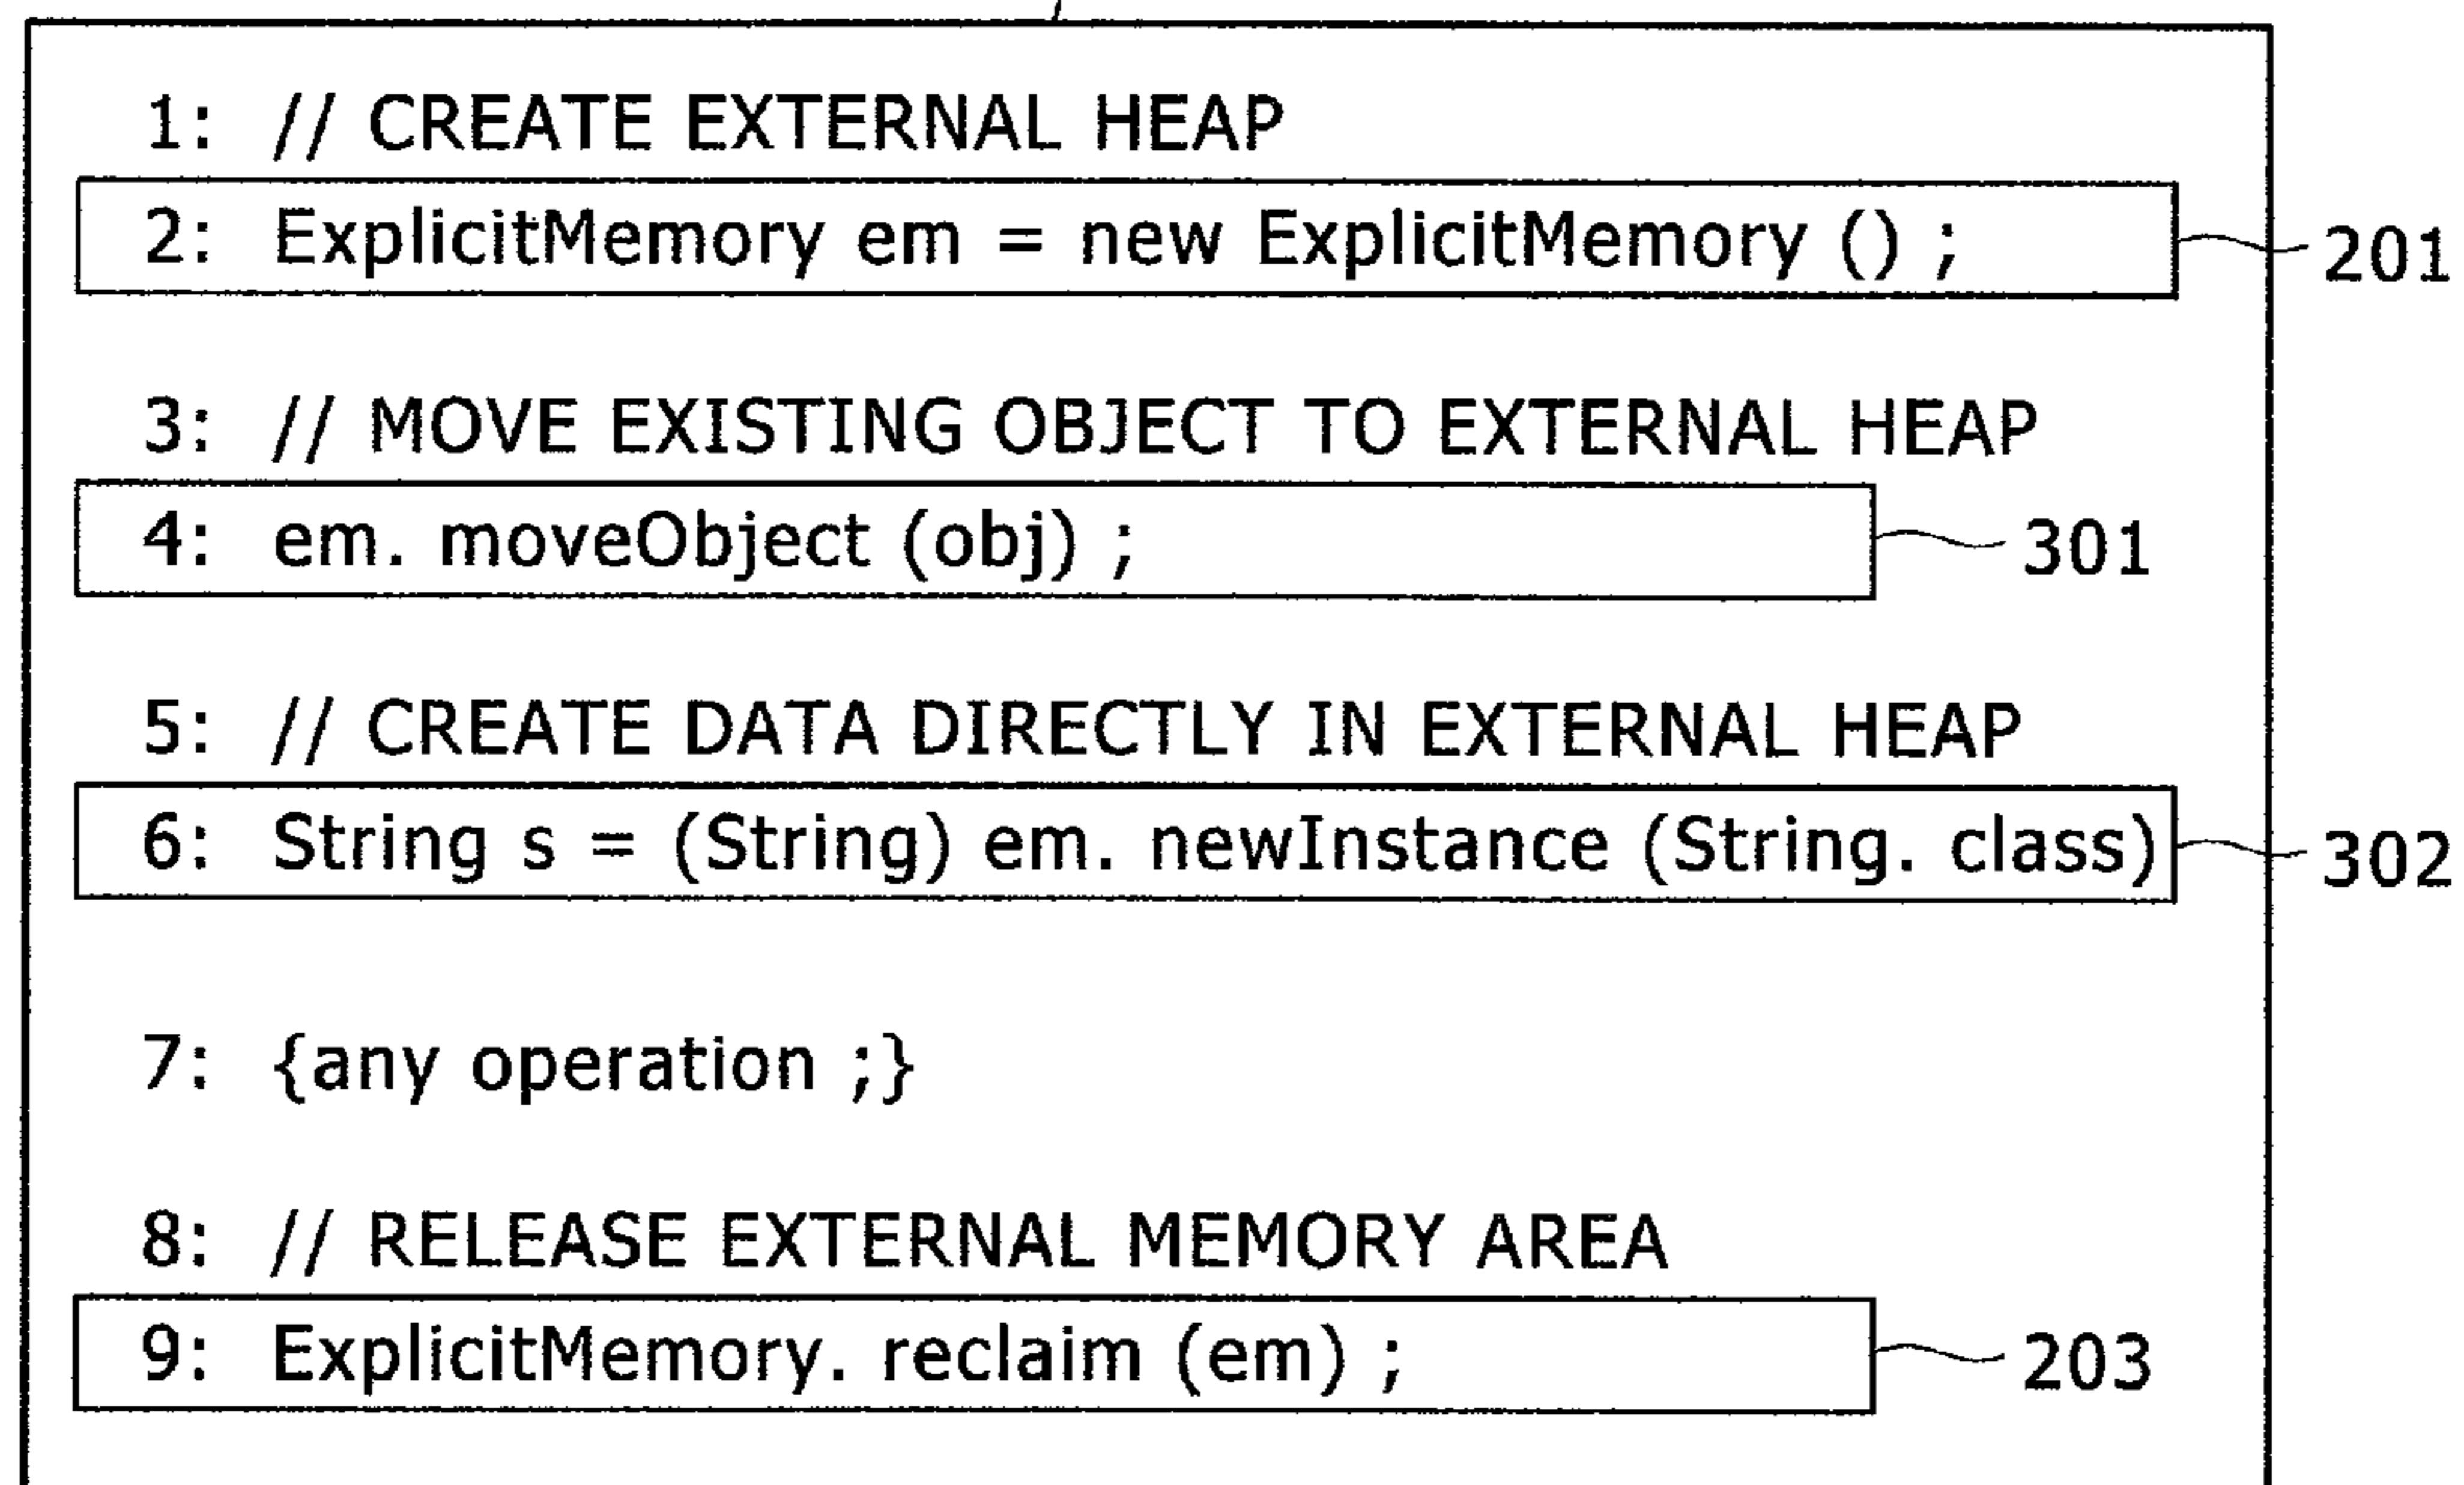 1: // CREATE EXTERNAL HEAP
2: ExplicitMemory em = new ExplicitMemory () ; 201
3: // MOVE EXISTING OBJECT TO EXTERNAL HEAP
4: em. moveObject (obj) ; 301
5: // CREATE DATA DIRECTLY IN EXTERNAL HEAP
6: String s = (String) em. newInstance (String. class) 302
7: {any operation ;}
8: // RELEASE EXTERNAL MEMORY AREA
9: ExplicitMemory. reclaim (em) ; 203